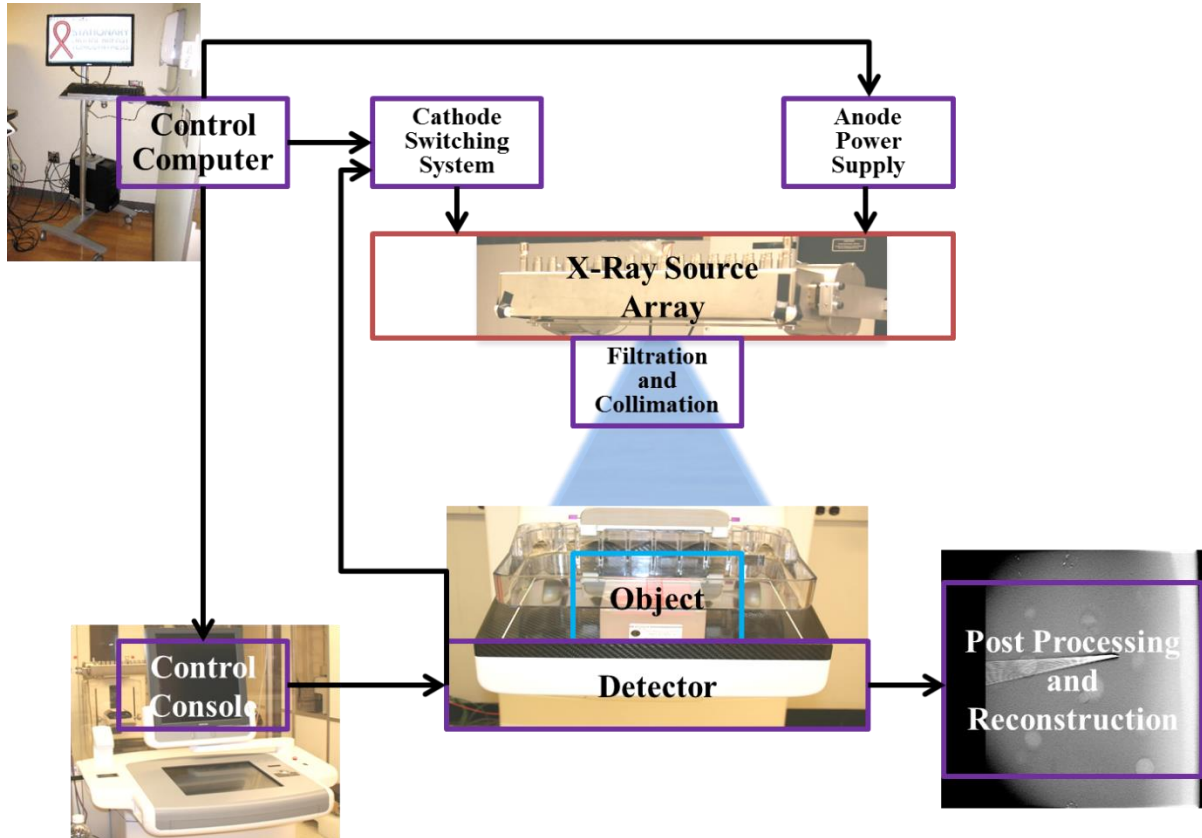 STATIONARY
Control
Computer
Cathode
Switching
System
Anode
Power
Supply
X-Ray Source
Array
Filtration
and
Collimation
Object
Control
Console
Detector
Post Processing
and
Reconstruction